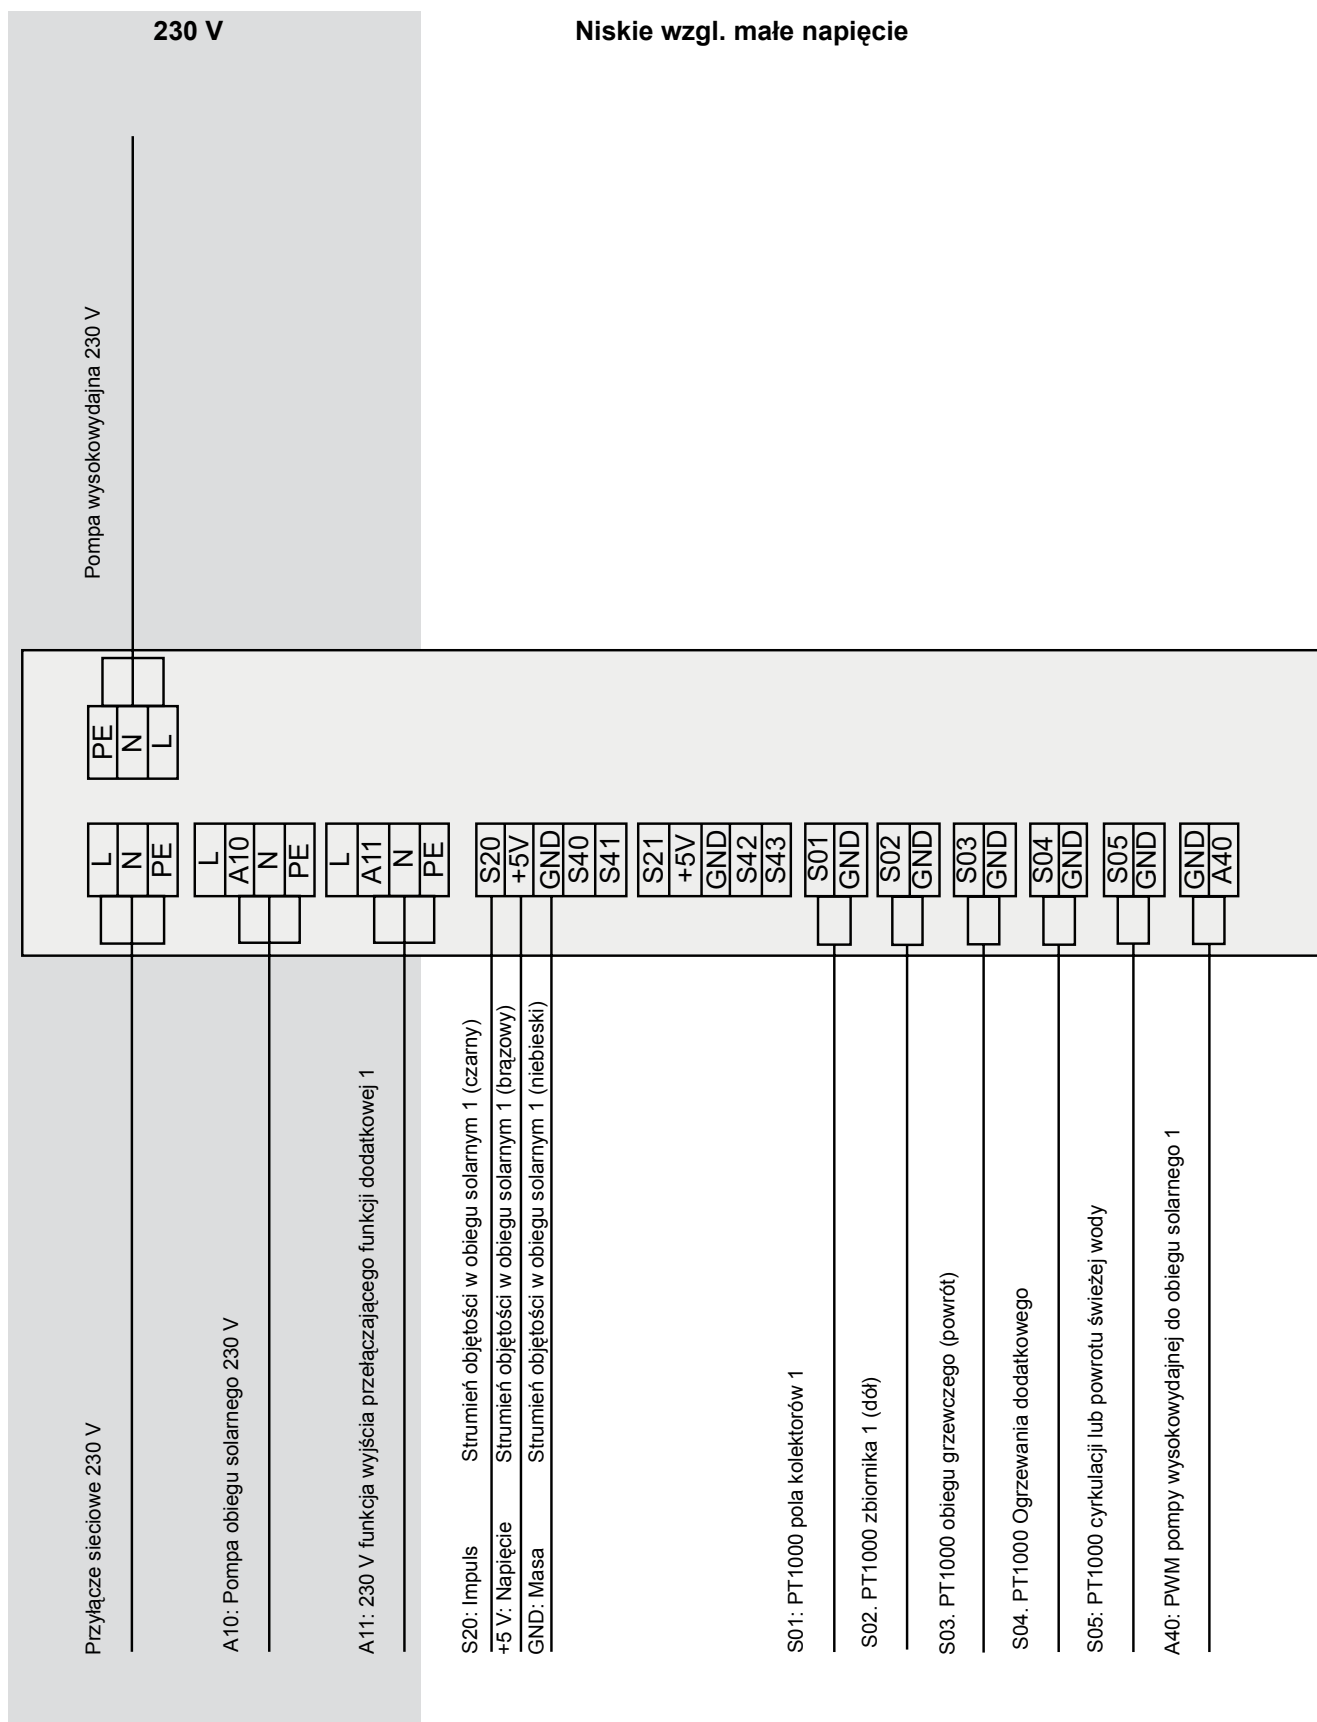 230 V
Niskie wzgl. małe napięcie
Pompa wysokowydajna 230 V
PE
N
L
L
N
PE
L
A10
N
PE
L
A11
N
PE
S20
+5V
GND
S40
S41
S21
+5V
GND
S42
S43
S01
GND
S02
GND
S03
GND
S04
GND
S05
GND
GND
A40
Przyłącze sieciowe 230 V
A10: Pompa obiegu solarnego 230 V
A11: 230 V funkcja wyjścia przełączającego funkcji dodatkowej 1
S20: Impuls Strumień objętości w obiegu solarnym 1 (czarny)
+5 V: Napięcie Strumień objętości w obiegu solarnym 1 (brązowy)
GND: Masa Strumień objętości w obiegu solarnym 1 (niebieski)
S01: PT1000 pola kolektorów 1
S02. PT1000 zbiornika 1 (dół)
S03. PT1000 obiegu grzewczego (powrót)
S04. PT1000 Ogrzewania dodatkowego
S05: PT1000 cyrkulacji lub powrotu świeżej wody
A40: PWM pompy wysokowydajnej do obiegu solarnego 1